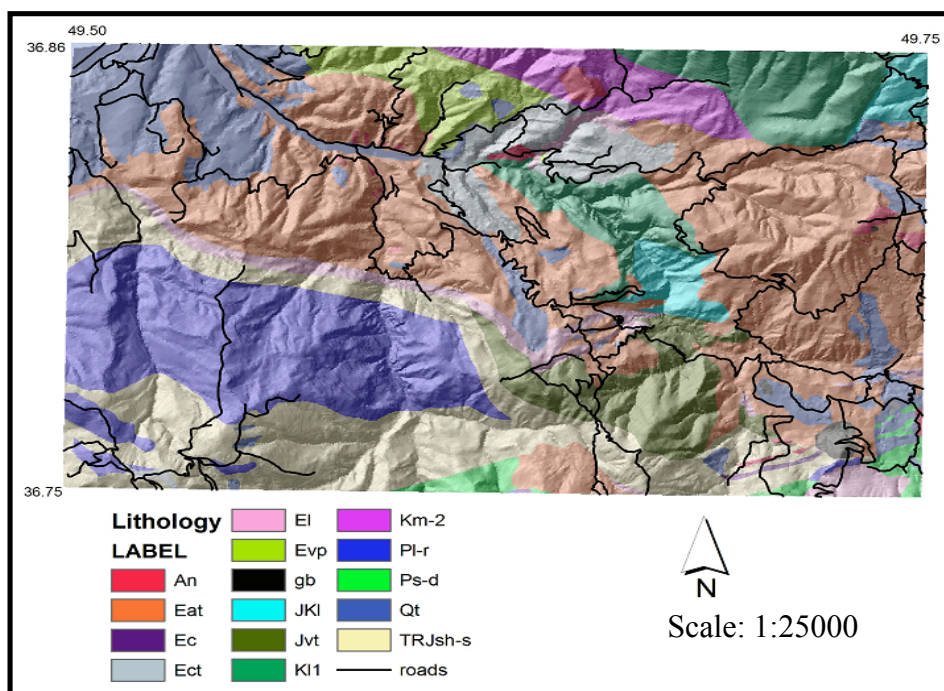 49.50
49.75
36.86
36.75
Lithology
LABEL
An
Eat
Ec
Ect
El
Evp
gb
JKl
Jvt
Kl1
Km-2
Pl-r
Ps-d
Qt
TRJsh-s
roads
N
Scale: 1:25000